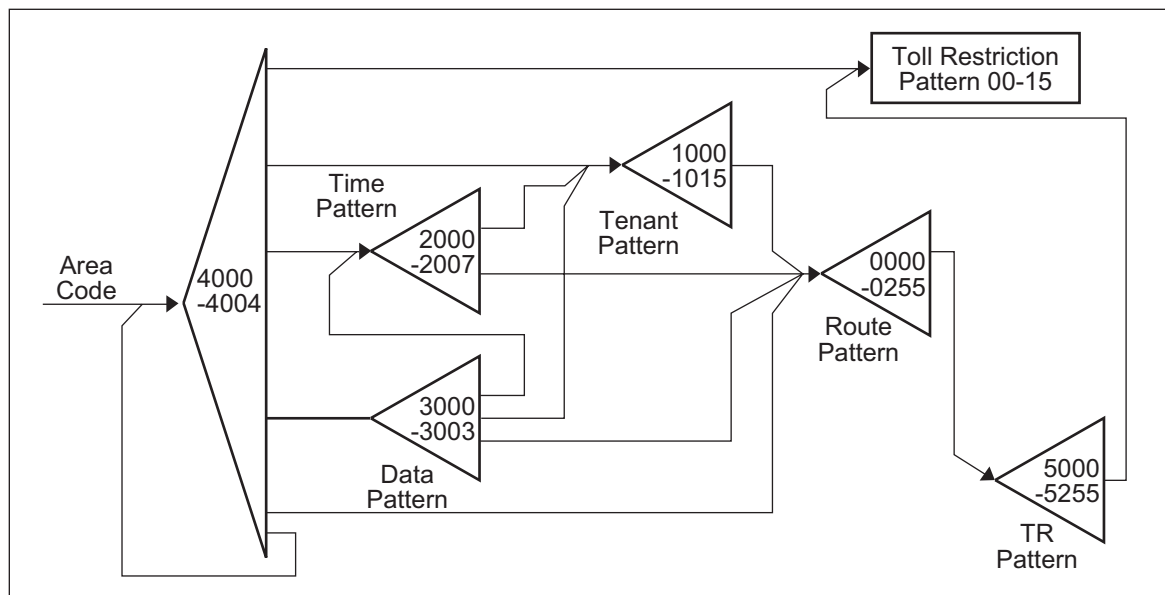 Toll Restriction
Pattern 00-15
1000
-1015
Tenant
Pattern
Time
Pattern
2000
-2007
Area
Code
4000
-4004
0000
-0255
Route
Pattern
3000
-3003
Data
Pattern
5000
-5255
TR
Pattern